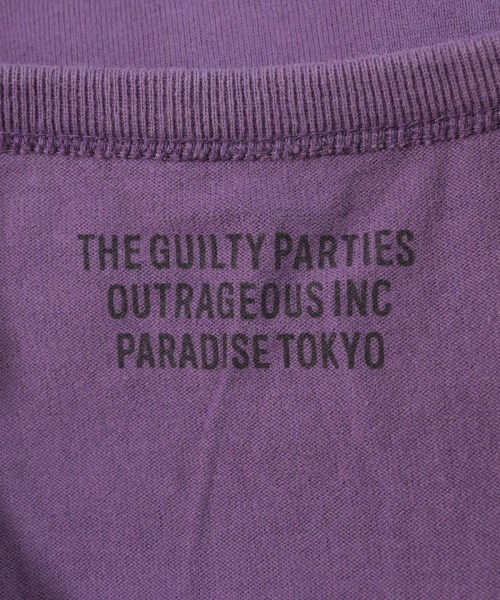 THE GUILTY PARTIES
OUTRAGEOUS INC
PARADISE TOKYO